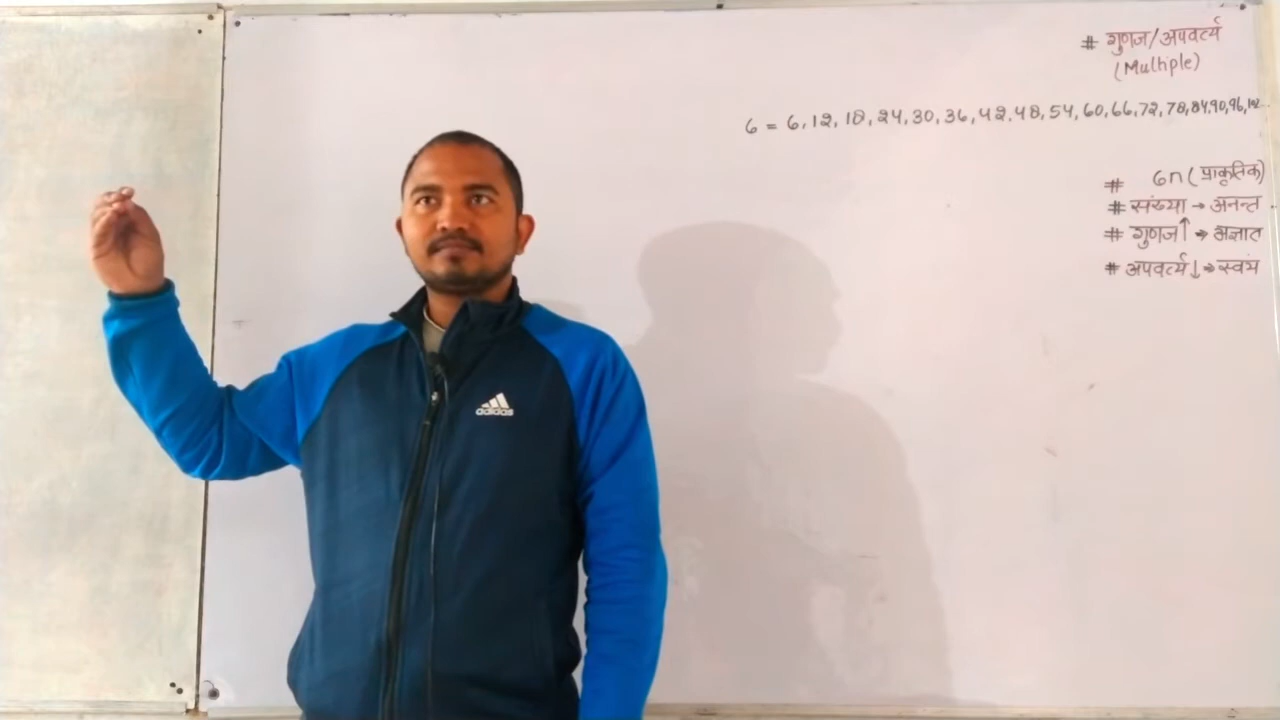 # गुणज/अपवर्त्य
(Multiple)
6 = 6, 12, 18, 24, 30, 36, 42, 48, 54, 60, 66, 72, 78, 84, 90, 96, 102...
# 6n (प्राकृतिक)
# संख्या → अनन्त
# गुणज↑ → अज्ञात
# अपवर्त्य↓ → स्वयं
adidas